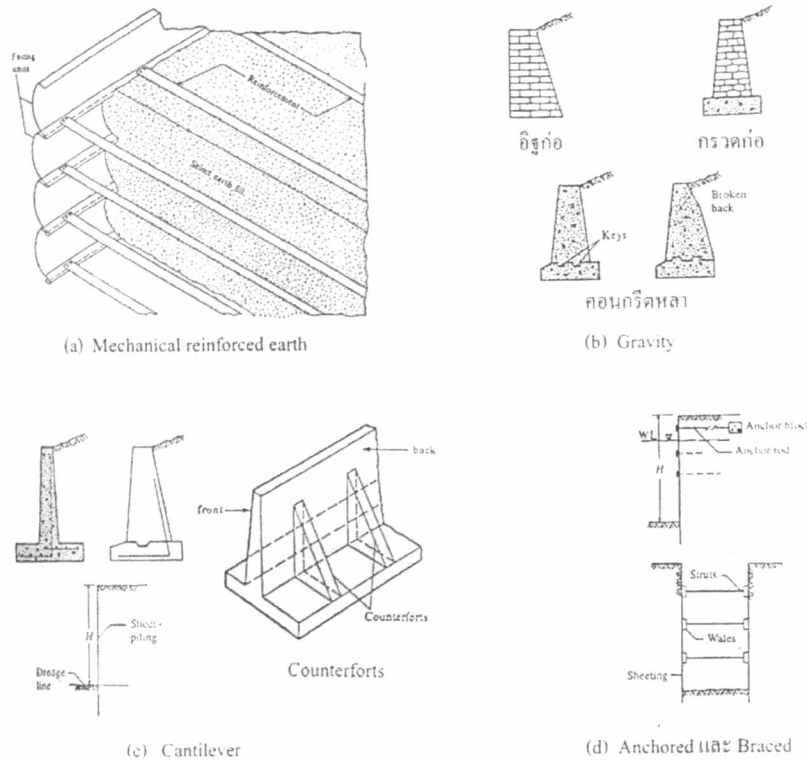 Facing
units
Reinforcement
Select earth fill
(a) Mechanical reinforced earth
อิฐก่อ
กรวดก่อ
Keys
Broken
back
คอนกรีตหลา
(b) Gravity
front
back
Counterforts
H
Sheet-
piling
Dredge
line
Counterforts
(c) Cantilever
WL
H
Anchor block
Anchor rod
Struts
Wales
Sheeting
(d) Anchored และ Braced